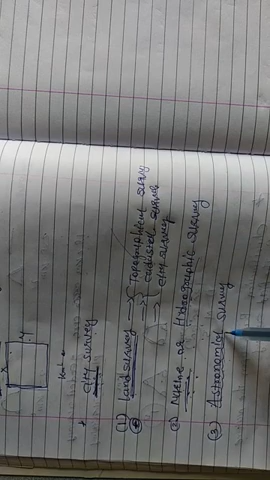 x
y
City survey
(1) Land survey → Topographical survey
→ Cadastral survey
→ City survey
(2) Marine or Hydrographic survey
(3) Astronomical survey